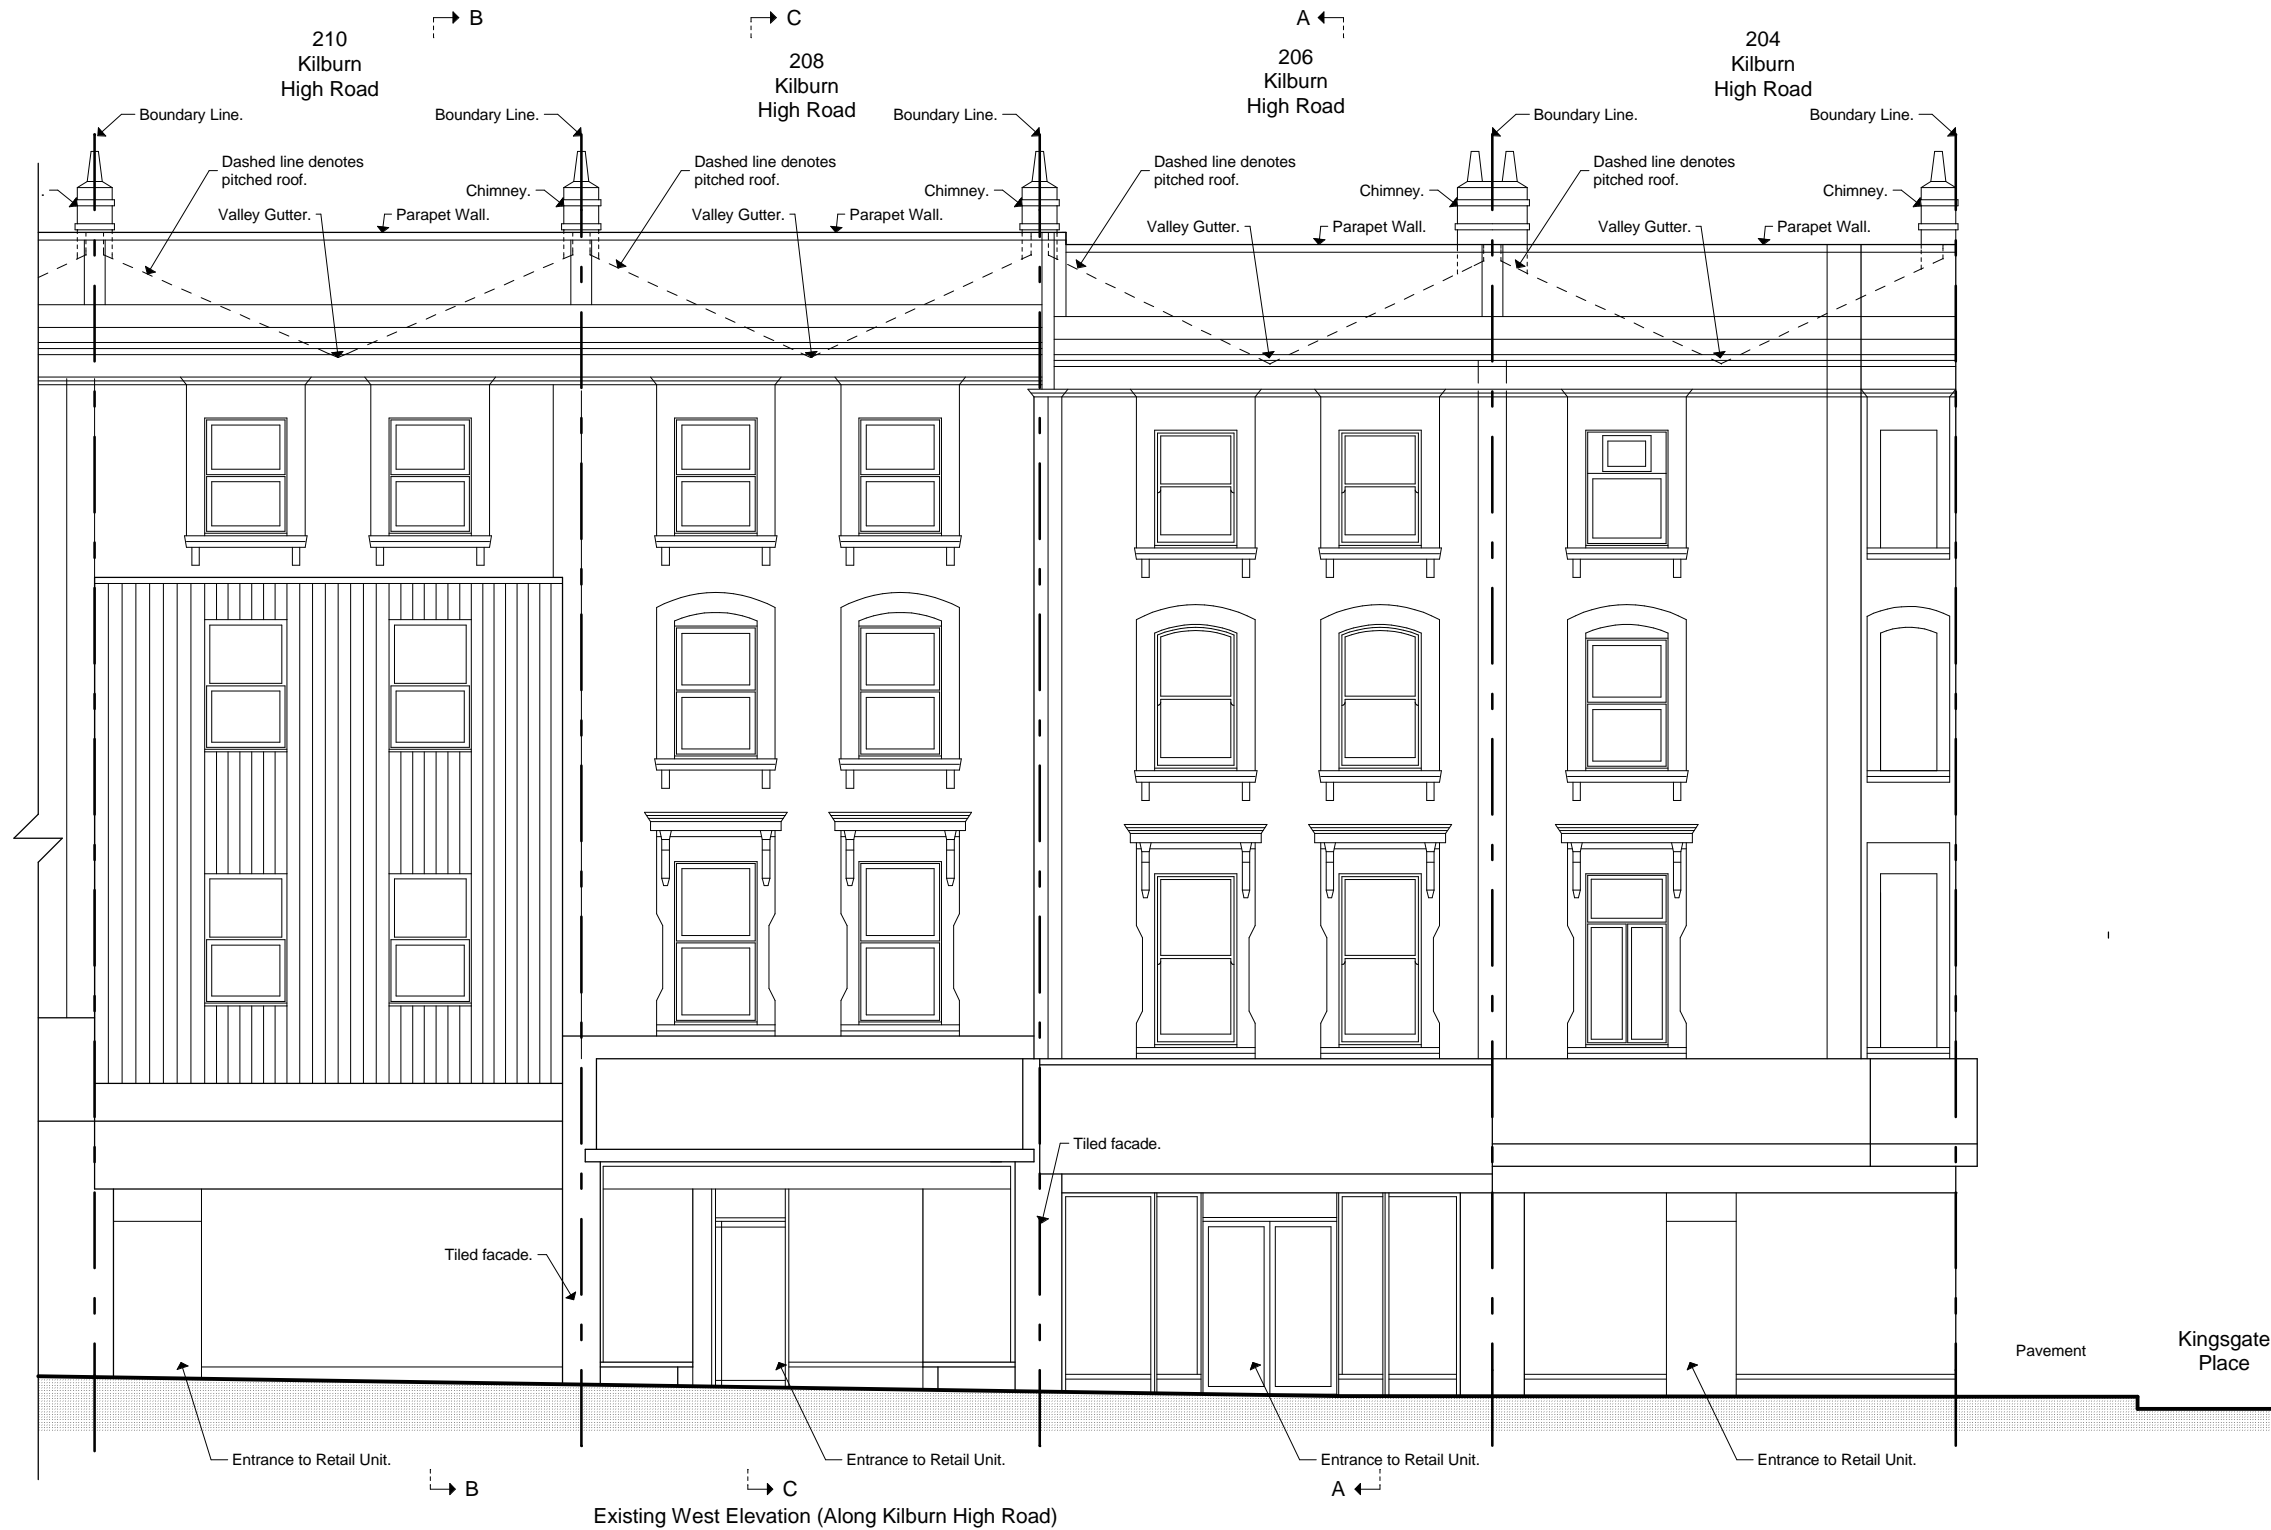 B
C
A
210
Kilburn
High Road
208
Kilburn
High Road
206
Kilburn
High Road
204
Kilburn
High Road
Boundary Line.
Boundary Line.
Boundary Line.
Boundary Line.
Boundary Line.
Dashed line denotes
pitched roof.
Dashed line denotes
pitched roof.
Dashed line denotes
pitched roof.
Dashed line denotes
pitched roof.
.
Chimney.
Chimney.
Chimney.
Chimney.
Valley Gutter.
Parapet Wall.
Valley Gutter.
Parapet Wall.
Valley Gutter.
Parapet Wall.
Valley Gutter.
Parapet Wall.
Tiled facade.
Tiled facade.
Pavement
Kingsgate
Place
Entrance to Retail Unit.
Entrance to Retail Unit.
Entrance to Retail Unit.
Entrance to Retail Unit.
B
C
A
Existing West Elevation (Along Kilburn High Road)